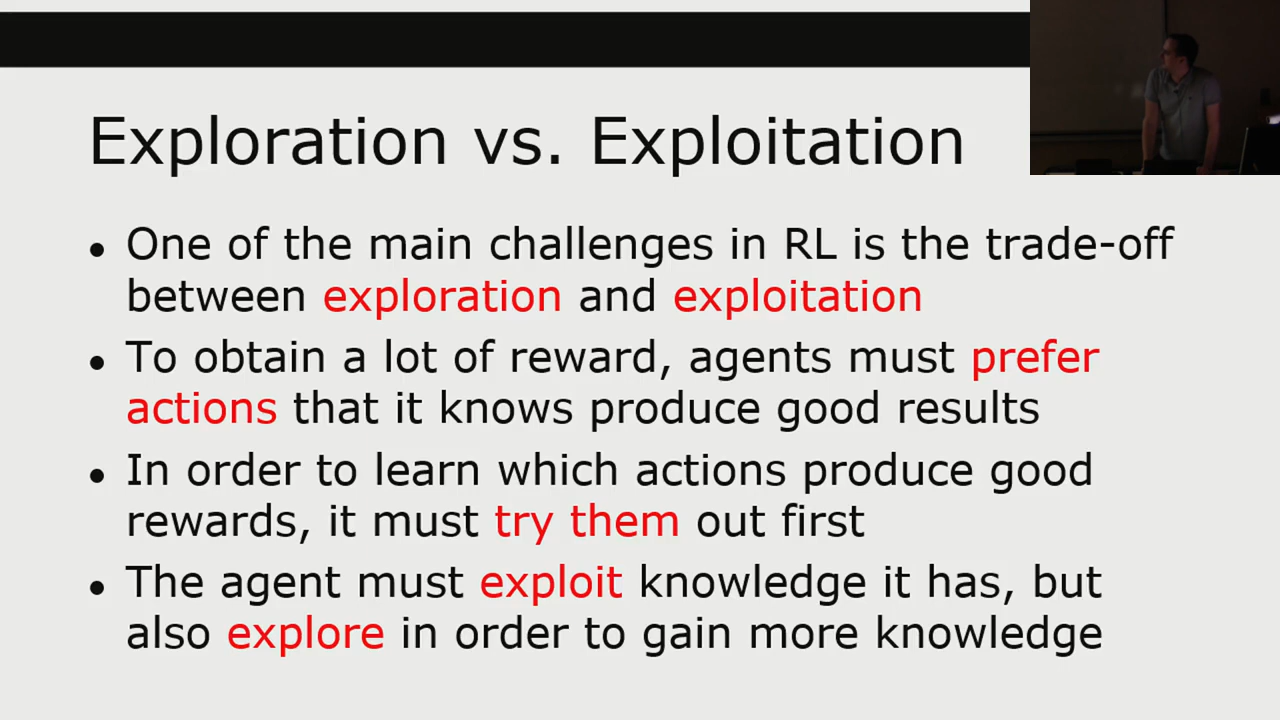 Exploration vs. Exploitation
• One of the main challenges in RL is the trade-off
between exploration and exploitation
• To obtain a lot of reward, agents must prefer
actions that it knows produce good results
• In order to learn which actions produce good
rewards, it must try them out first
• The agent must exploit knowledge it has, but
also explore in order to gain more knowledge